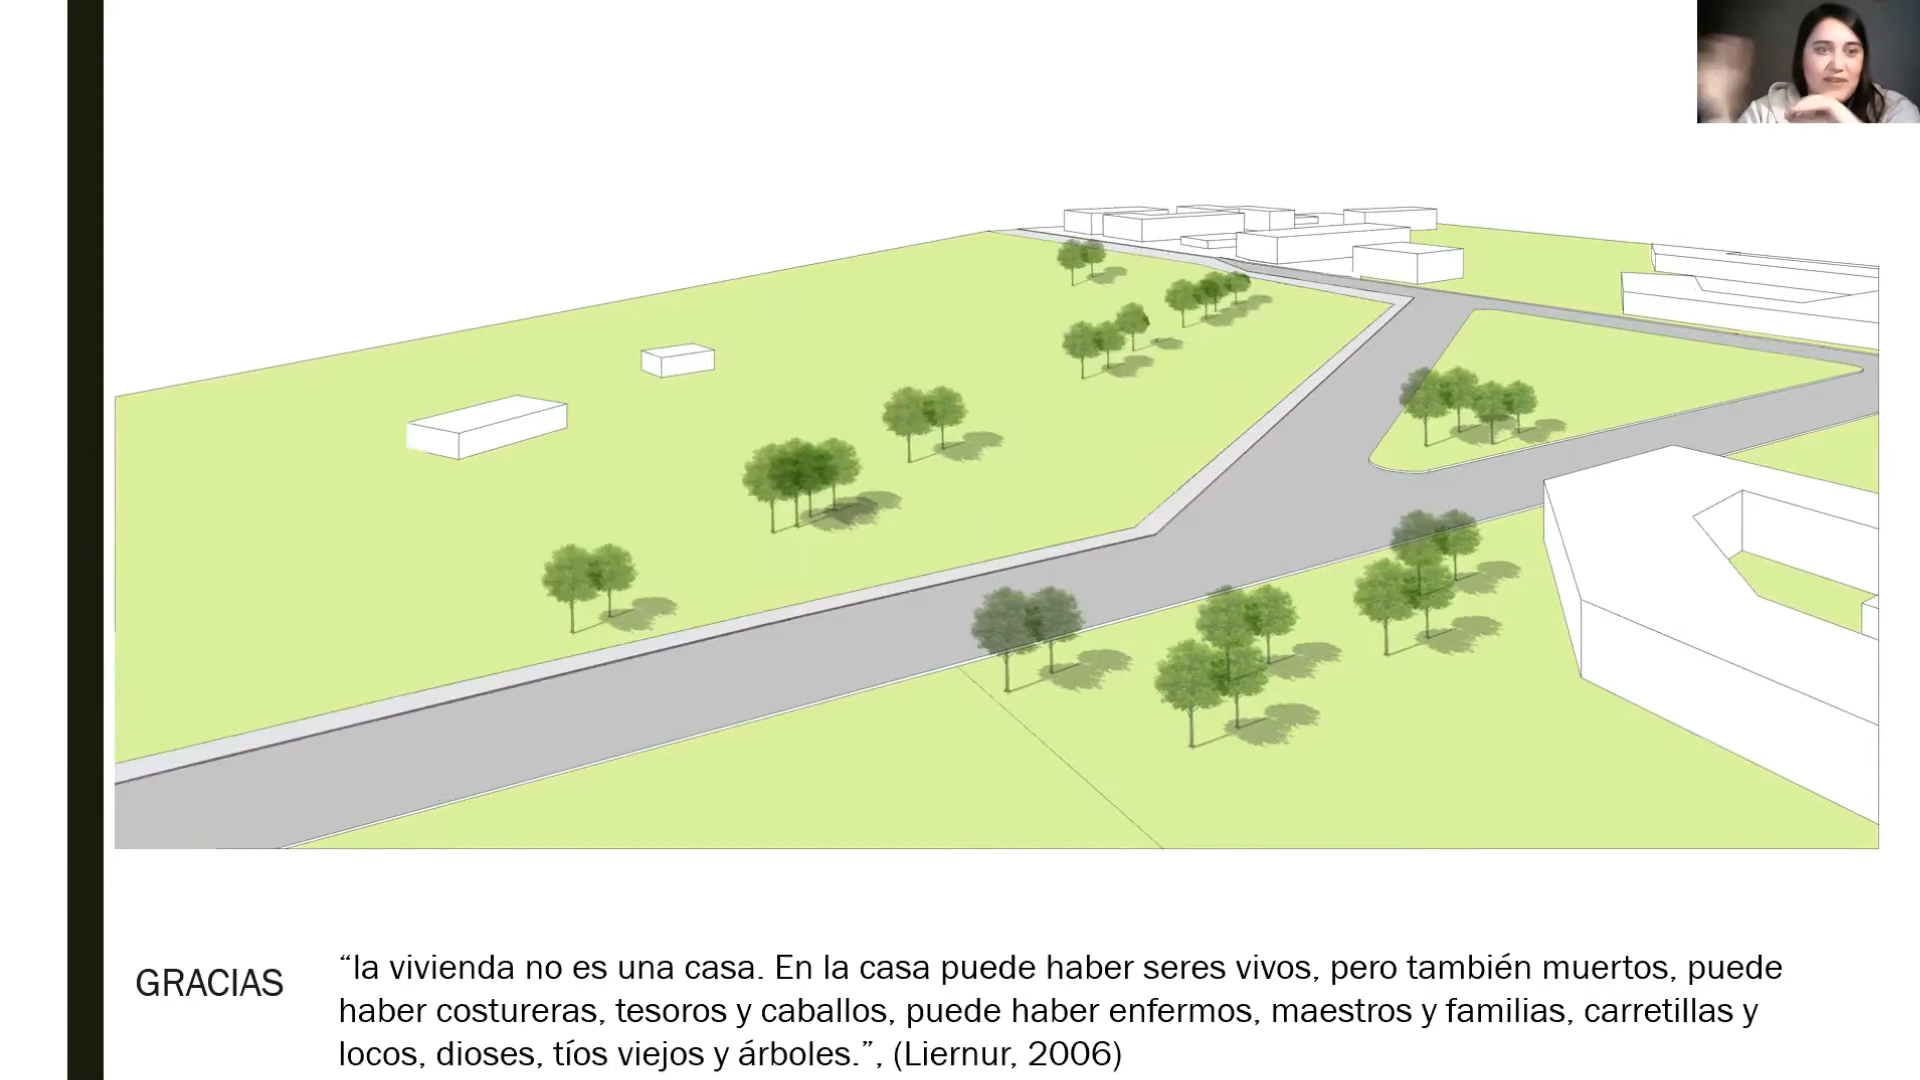 GRACIAS
“la vivienda no es una casa. En la casa puede haber seres vivos, pero también muertos, puede
haber costureras, tesoros y caballos, puede haber enfermos, maestros y familias, carretillas y
locos, dioses, tíos viejos y árboles.”, (Liernur, 2006)